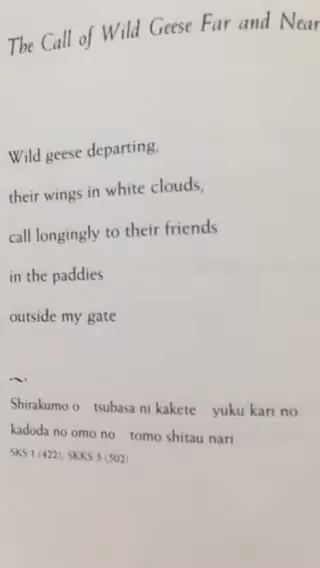 The Call of Wild Geese Far and Near
Wild geese departing,
their wings in white clouds,
call longingly to their friends
in the paddies
outside my gate
~
Shirakumo o tsubasa ni kakete yuku kari no
kadoda no omo no tomo shitau nari
SKS 1 (422), SKKS 5 (502)